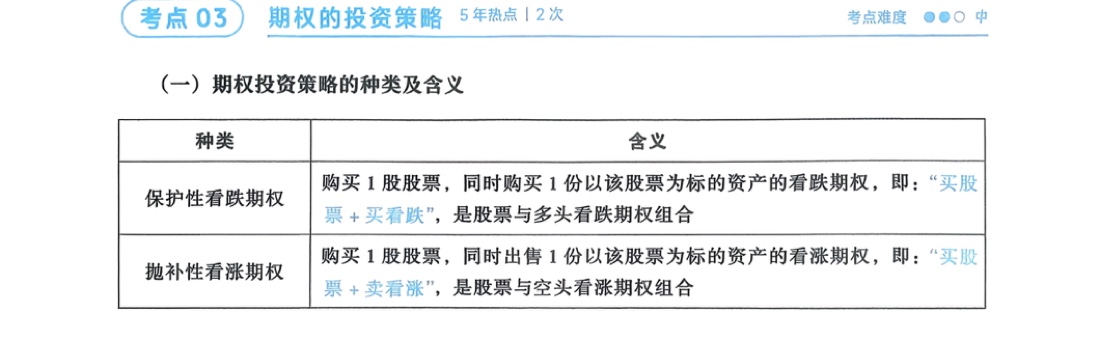 考点 03 期权的投资策略 5 年热点 | 2 次 考点难度 中
（一）期权投资策略的种类及含义
种类 含义
保护性看跌期权
购买 1 股股票，同时购买 1 份以该股票为标的资产的看跌期权，即：“买股
票 + 买看跌”，是股票与多头看跌期权组合
抛补性看涨期权
购买 1 股股票，同时出售 1 份以该股票为标的资产的看涨期权，即：“买股
票 + 卖看涨”，是股票与空头看涨期权组合